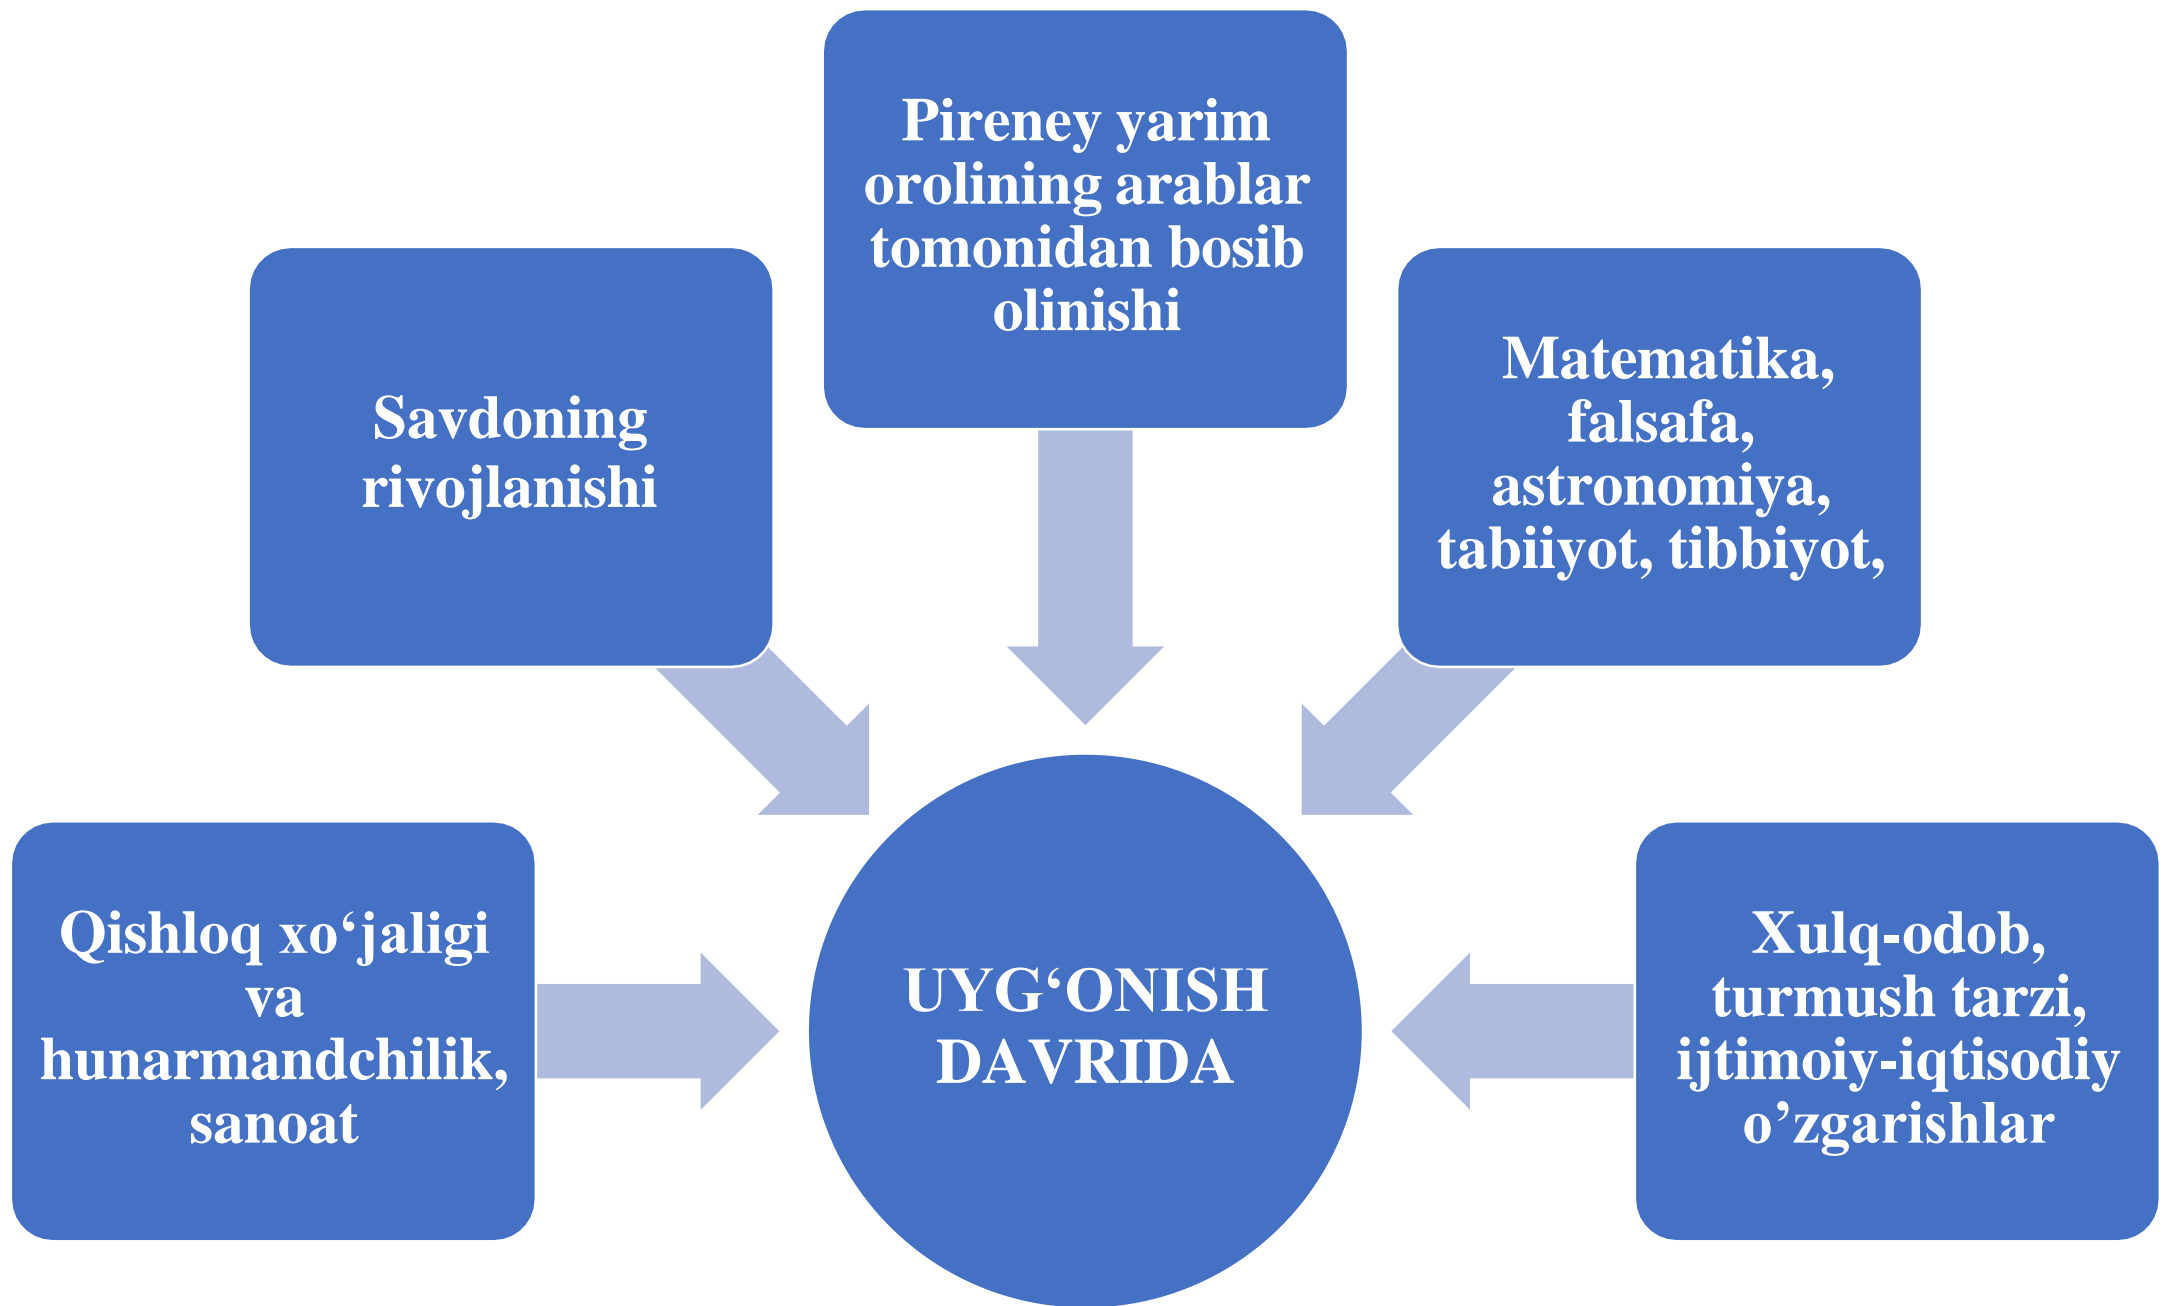 Pireney yarim
orolining arablar
tomonidan bosib
olinishi
Savdoning
rivojlanishi
Matematika,
falsafa,
astronomiya,
tabiiyot, tibbiyot,
Qishloq xo‘jaligi
va
hunarmandchilik,
sanoat
UYG‘ONISH
DAVRIDA
Xulq-odob,
turmush tarzi,
ijtimoiy-iqtisodiy
o’zgarishlar